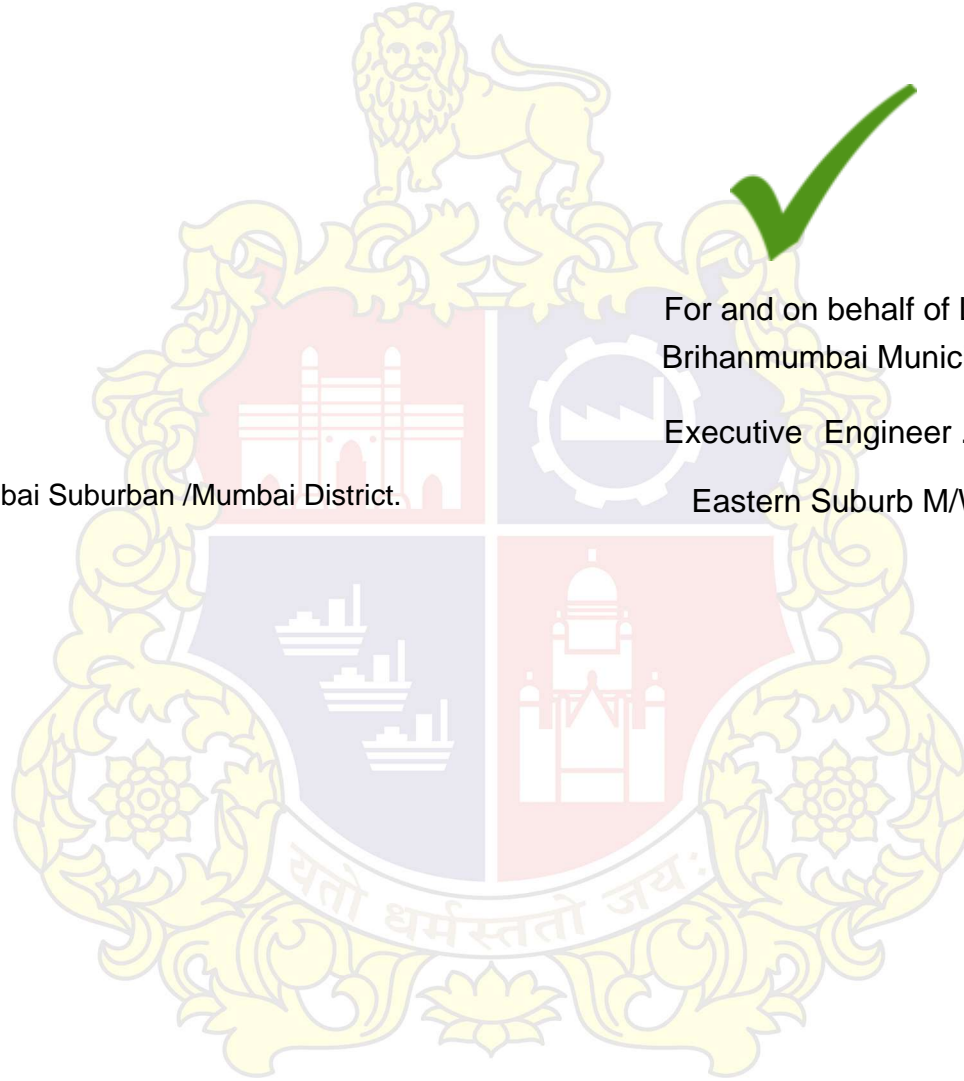 For and on behalf of
Brihanmumbai Munic
Executive Engineer
bai Suburban /Mumbai District.
Eastern Suburb M/
यतो धर्मस्ततो जय: